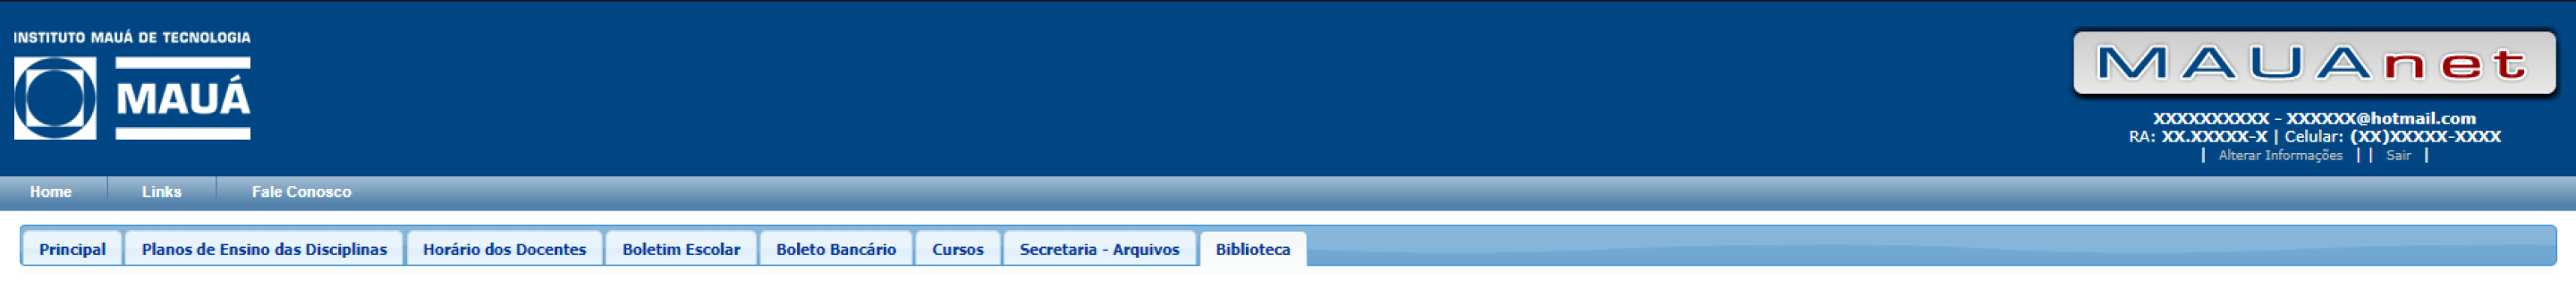 INSTITUTO MAUÁ DE TECNOLOGIA
MAUÁ
MAUAnet
XXXXXXXXXX - XXXXXX@hotmail.com
RA: XX.XXXXX-X | Celular: (XX)XXXXX-XXXX
| Alterar Informações | | Sair |
Home Links Fale Conosco
Principal Planos de Ensino das Disciplinas Horário dos Docentes Boletim Escolar Boleto Bancário Cursos Secretaria - Arquivos Biblioteca